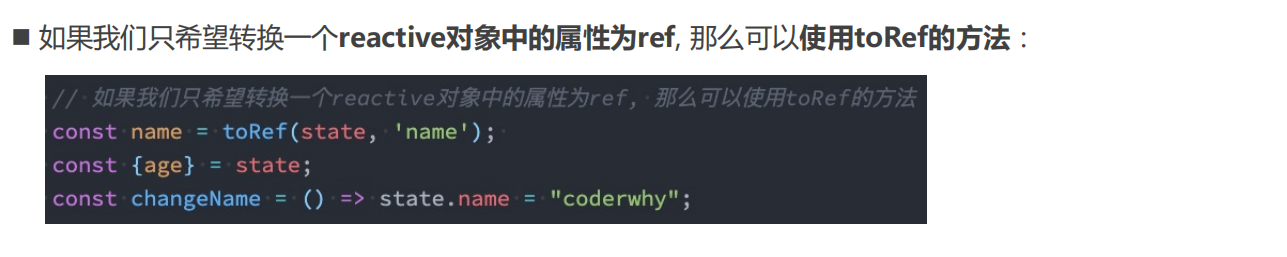 ■ 如果我们只希望转换一个reactive对象中的属性为ref, 那么可以使用toRef的方法：
// 如果我们只希望转换一个reactive对象中的属性为ref, 那么可以使用toRef的方法
const name = toRef(state, 'name');
const {age} = state;
const changeName = () => state.name = "coderwhy";